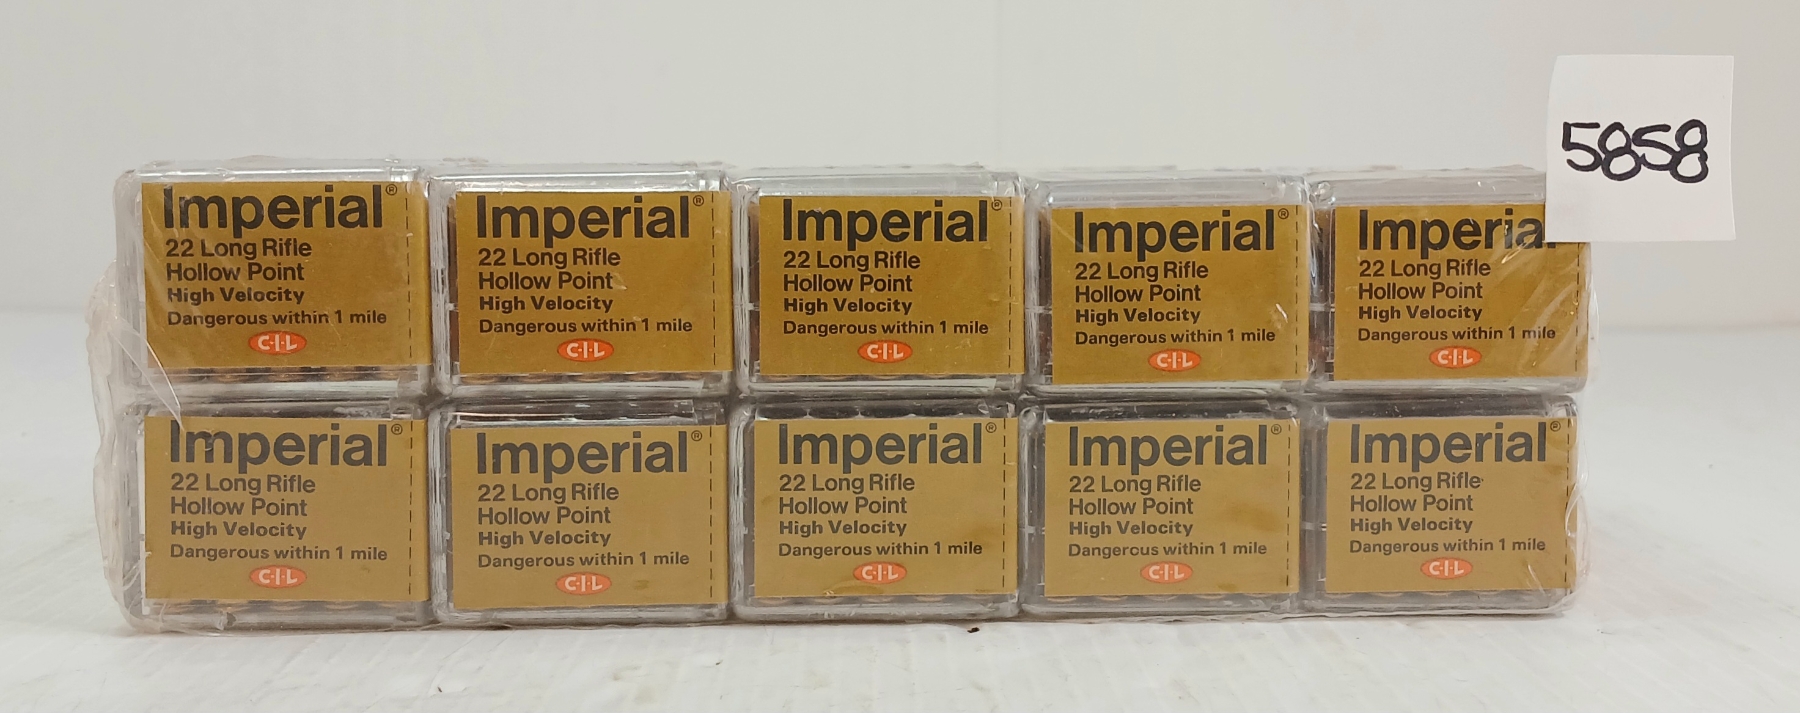 5858
Imperial®
22 Long Rifle
Hollow Point
High Velocity
Dangerous within 1 mile
C-I-L
Imperial®
22 Long Rifle
Hollow Point
High Velocity
Dangerous within 1 mile
C-I-L
Imperial®
22 Long Rifle
Hollow Point
High Velocity
Dangerous within 1 mile
C-I-L
Imperial®
22 Long Rifle
Hollow Point
High Velocity
Dangerous within 1 mile
C-I-L
Imperial
22 Long Rifle
Hollow Point
High Velocity
Dangerous within 1 mile
C-I-L
Imperial®
22 Long Rifle
Hollow Point
High Velocity
Dangerous within 1 mile
C-I-L
Imperial®
22 Long Rifle
Hollow Point
High Velocity
Dangerous within 1 mile
C-I-L
Imperial®
22 Long Rifle
Hollow Point
High Velocity
Dangerous within 1 mile
C-I-L
Imperial®
22 Long Rifle
Hollow Point
High Velocity
Dangerous within 1 mile
C-I-L
Imperial®
22 Long Rifle
Hollow Point
High Velocity
Dangerous within 1 mile
C-I-L